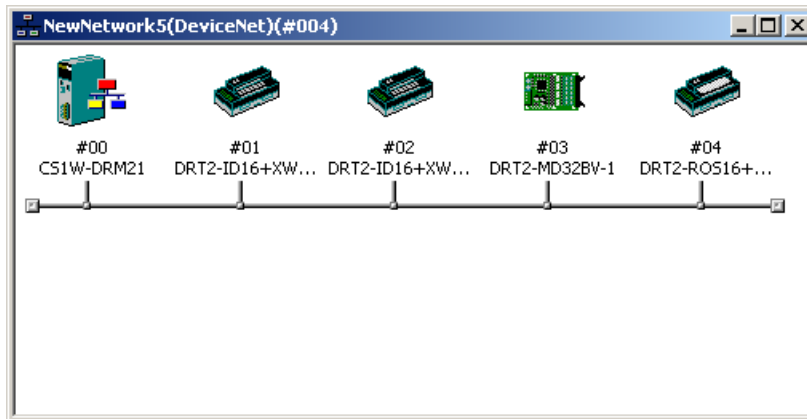 NewNetwork5(DeviceNet)(#004)
#00 #01 #02 #03 #04
CS1W-DRM21 DRT2-ID16+XW... DRT2-ID16+XW... DRT2-MD32BV-1 DRT2-ROS16+...